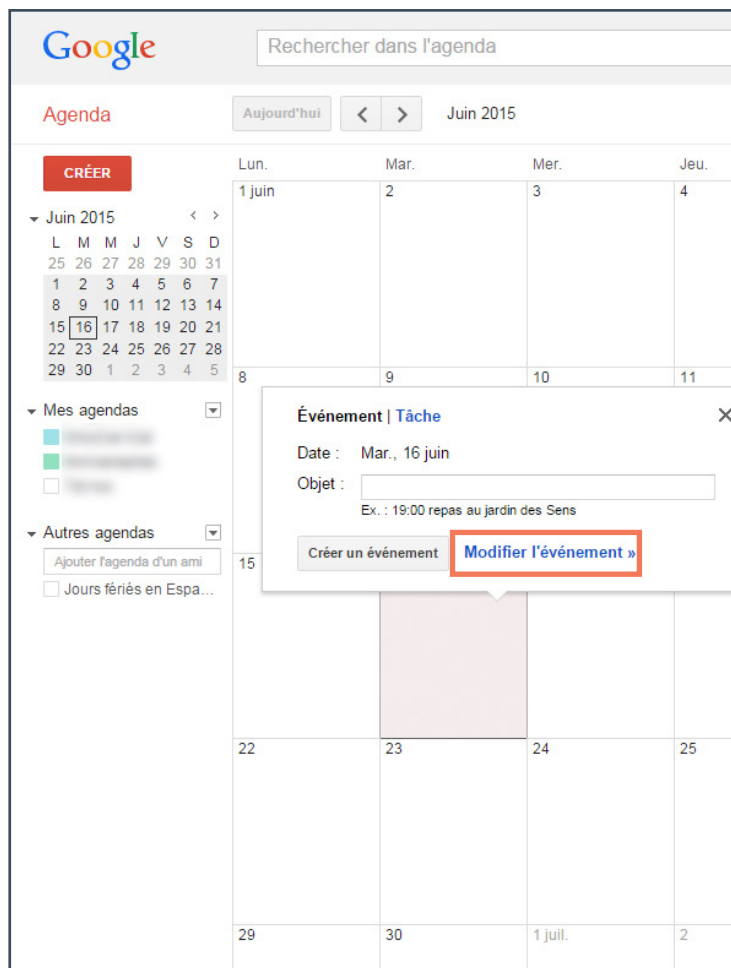 Google
Rechercher dans l'agenda
Agenda
Aujourd'hui
Juin 2015
CRÉER
Juin 2015
L M M J V S D
25 26 27 28 29 30 31
1 2 3 4 5 6 7
8 9 10 11 12 13 14
15 16 17 18 19 20 21
22 23 24 25 26 27 28
29 30 1 2 3 4 5
Mes agendas
Autres agendas
Ajouter l'agenda d'un ami
Jours fériés en Espa...
Lun. Mar. Mer. Jeu.
1 juin 2 3 4
8 9 10 11
Événement | Tâche
Date : Mar., 16 juin
Objet :
Ex. : 19:00 repas au jardin des Sens
Créer un événement Modifier l'événement »
15
22 23 24 25
29 30 1 juil. 2